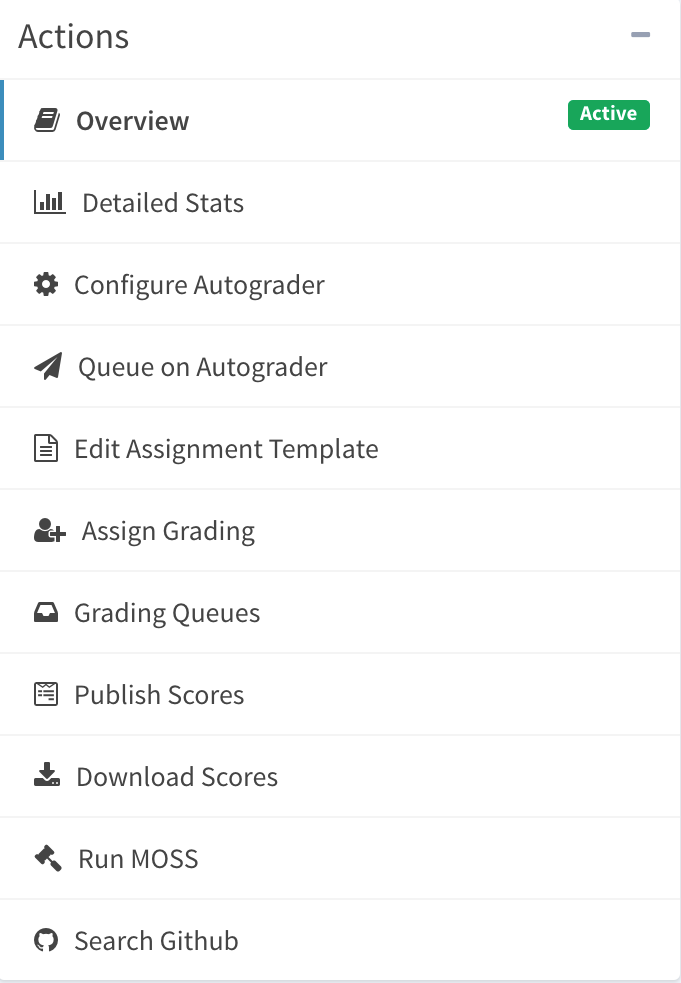 Actions
Overview
Active
Detailed Stats
Configure Autograder
Queue on Autograder
Edit Assignment Template
Assign Grading
Grading Queues
Publish Scores
Download Scores
Run MOSS
Search Github